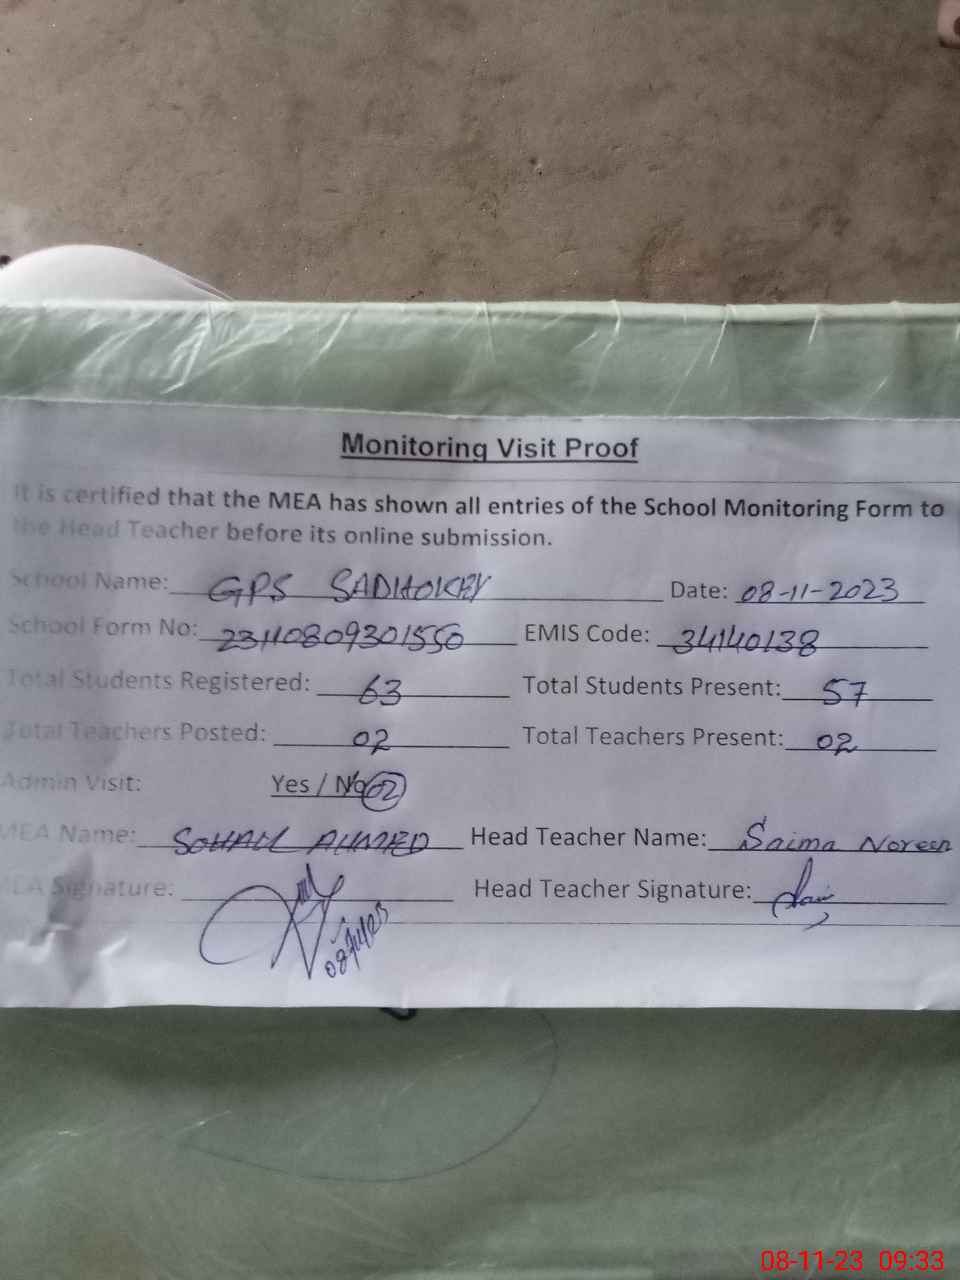 Monitoring Visit Proof
It is certified that the MEA has shown all entries of the School Monitoring Form to
the Head Teacher before its online submission.
School Name: GPS SADHOKEY Date: 08-11-2023
School Form No: 23110809301550 EMIS Code: 34140138
Total Students Registered: 63 Total Students Present: 57
Total Teachers Posted: 02 Total Teachers Present: 02
Admin Visit: Yes / No 02
MEA Name: SOHAIL AHMED Head Teacher Name: Saima Noreen
MEA Signature: Head Teacher Signature:
08/11/23
08-11-23 09:33